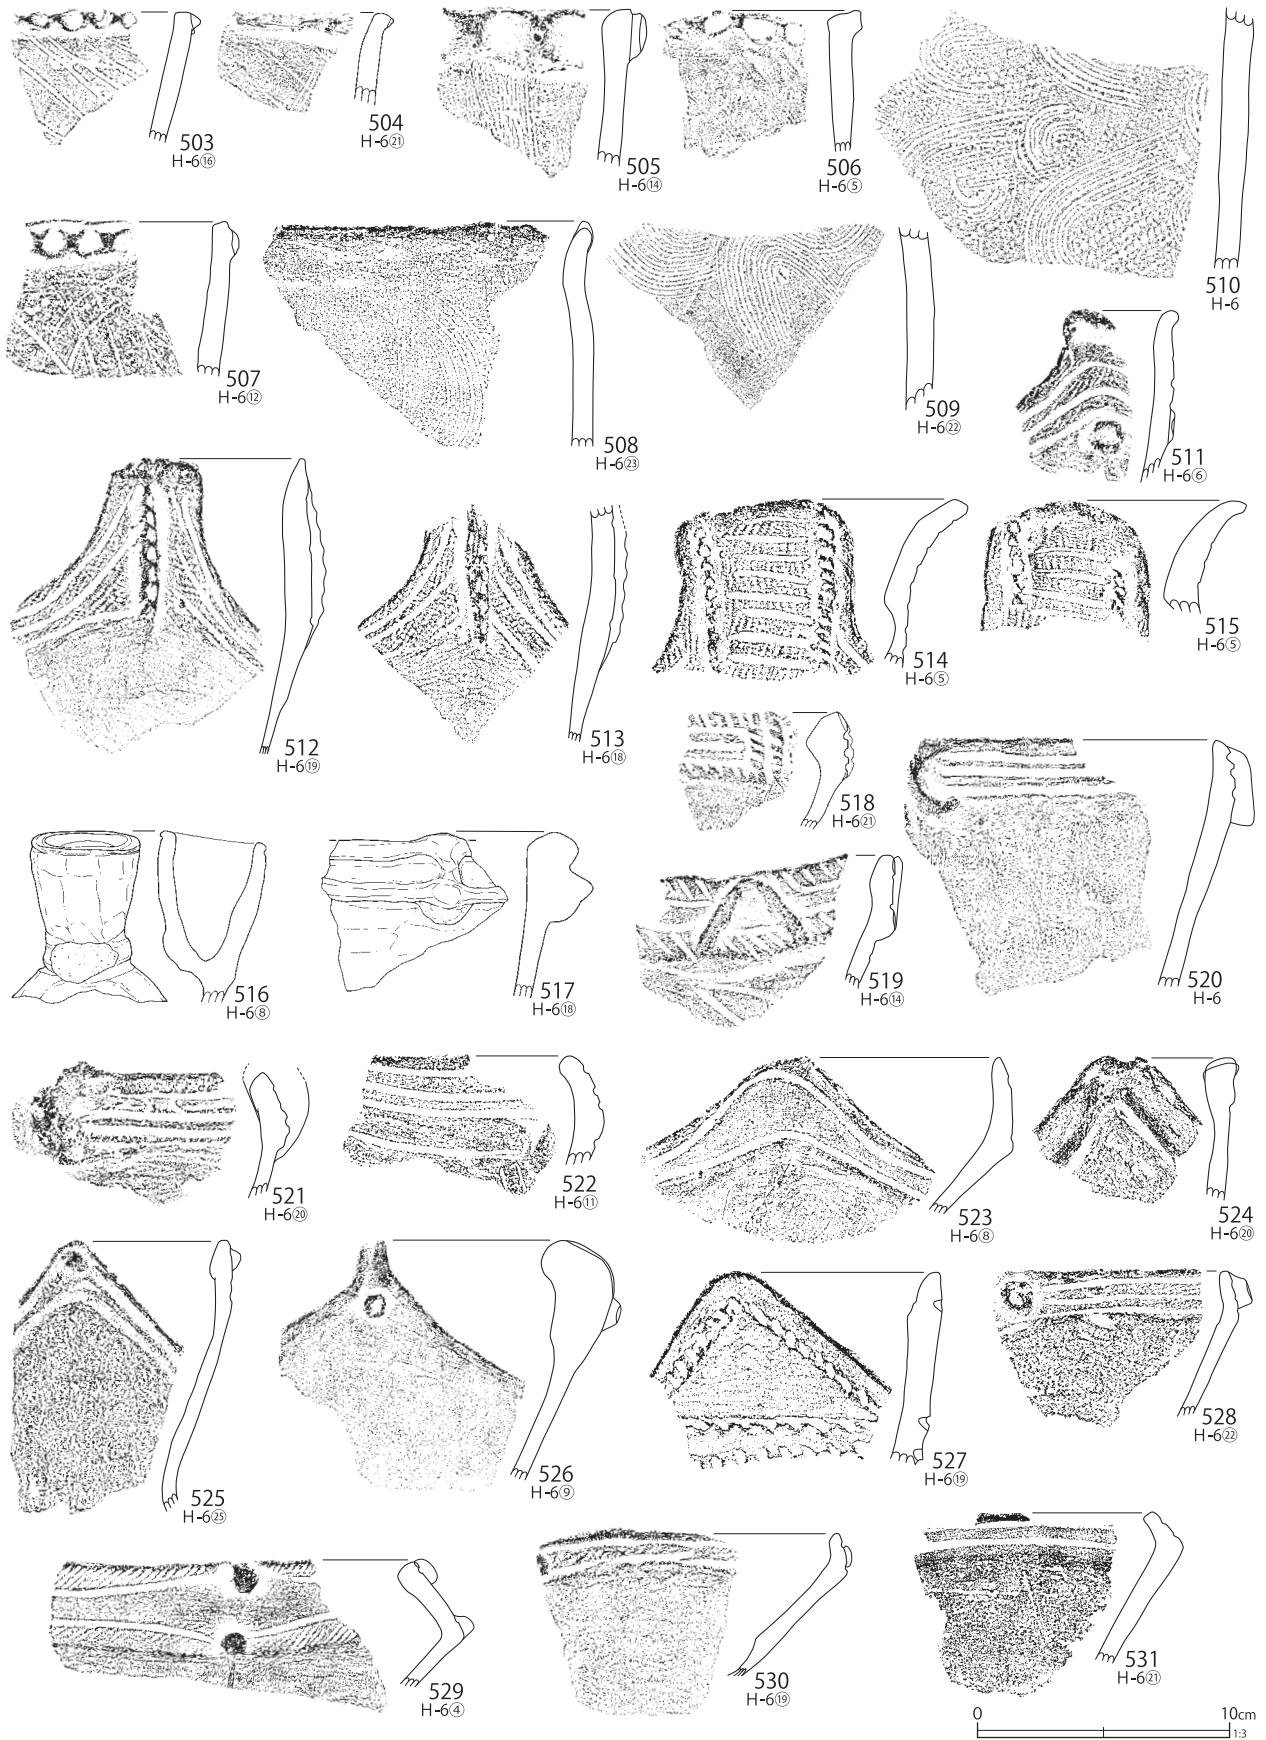 503
H-6⑯
504
H-6㉑
505
H-6⑭
506
H-6⑤
510
H-6
507
H-6⑫
508
H-6㉓
509
H-6㉒
511
H-6⑥
512
H-6⑲
513
H-6⑱
514
H-6⑤
515
H-6⑤
518
H-6㉑
516
H-6⑧
517
H-6⑱
519
H-6⑭
520
H-6
521
H-6⑳
522
H-6⑪
523
H-6⑧
524
H-6⑳
525
H-6㉕
526
H-6⑨
527
H-6⑲
528
H-6㉒
529
H-6④
530
H-6⑲
531
H-6㉑
0 10cm
1:3